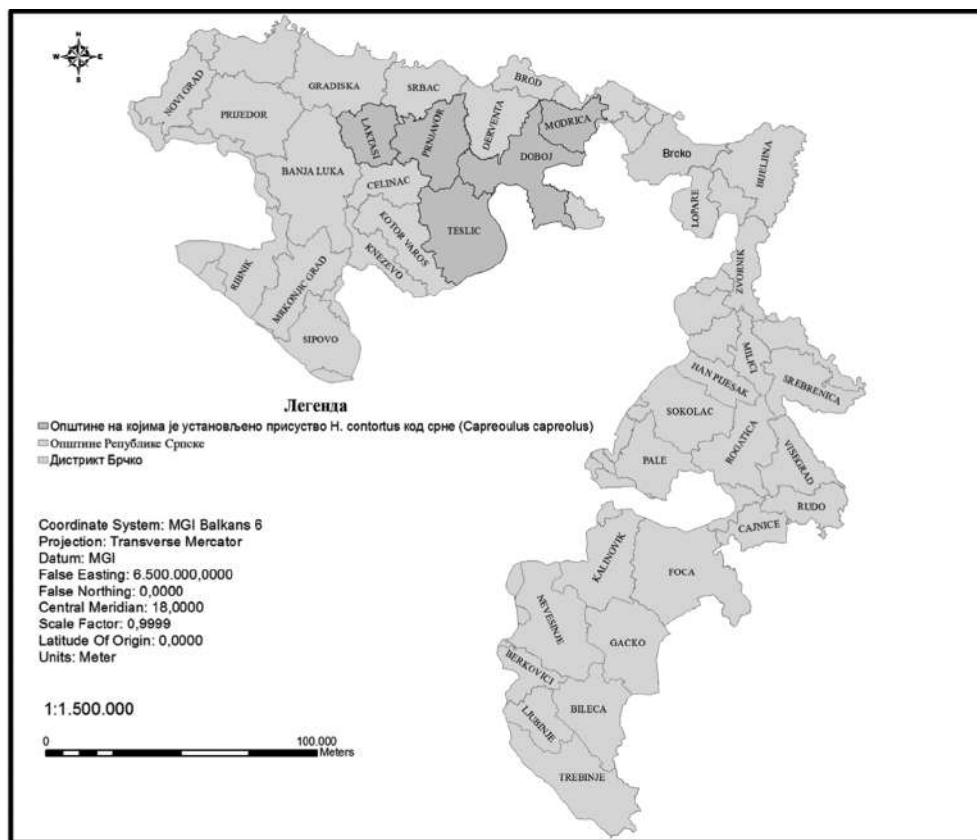 N
W E
S
NOVI GRAD
PRIJEDOR
GRADISKA
SRBAC
BROD
DERVENTA
MODRICA
LAKTASI
PRNJAVOR
DOBOJ
BANJA LUKA
CELINAC
TESLIC
KOTOR VAROS
KNEZEVO
RIBNIK
MRKONJIC GRAD
SIPOVO
Brcko
BIJELJINA
LOPARE
ZVORNIK
MILICI
HAN PIJESAK
SREBRENICA
SOKOLAC
PALE
ROGATICA
VISEGRAD
RUDO
CAJNICE
KALINOVIK
FOCA
NEVESINJE
GACKO
BERKOVICI
LJUBINJE
BILECA
TREBINJE
Легенда
Општине на којима је установљено присуство H. contortus код срне (Capreoulus capreolus)
Општине Републике Српске
Дистрикт Брчко
Coordinate System: MGI Balkans 6
Projection: Transverse Mercator
Datum: MGI
False Easting: 6.500.000,0000
False Northing: 0,0000
Central Meridian: 18,0000
Scale Factor: 0,9999
Latitude Of Origin: 0,0000
Units: Meter
1:1.500.000
0 100.000
Meters